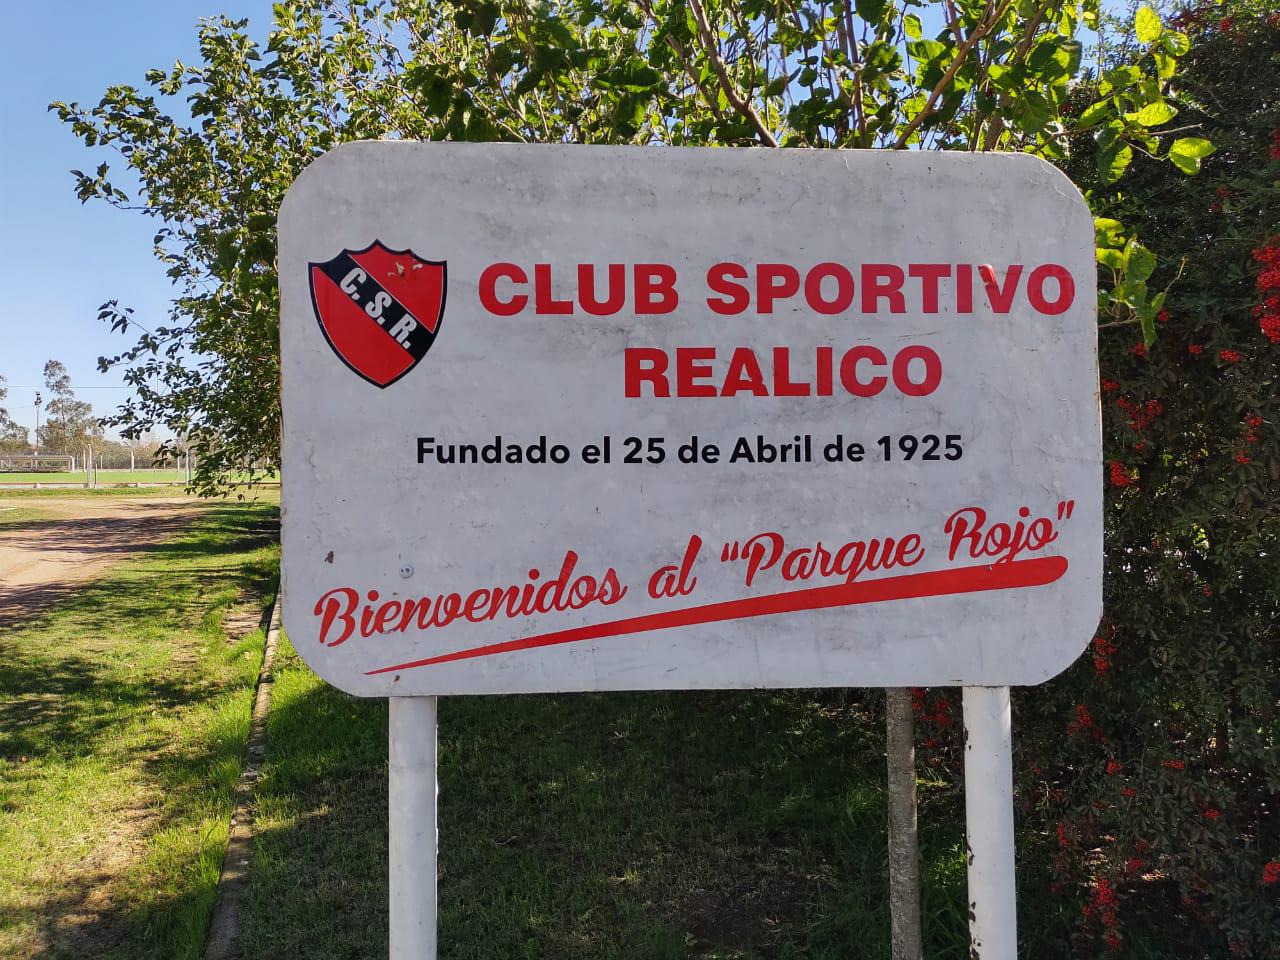 C. S. R.
CLUB SPORTIVO
REALICO
Fundado el 25 de Abril de 1925
Bienvenidos al "Parque Rojo"